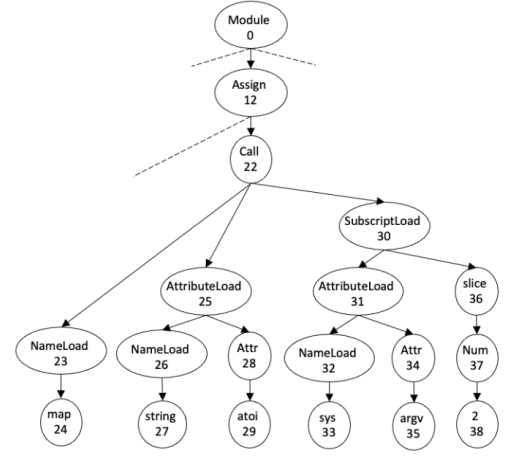 Module
0
Assign
12
Call
22
SubscriptLoad
30
AttributeLoad
25
AttributeLoad
31
slice
36
NameLoad
23
NameLoad
26
Attr
28
NameLoad
32
Attr
34
Num
37
map
24
string
27
atoi
29
sys
33
argv
35
2
38